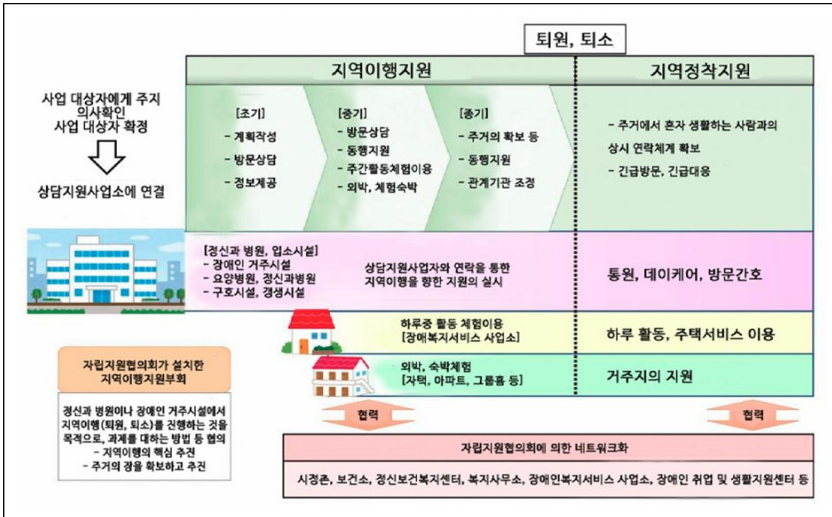 퇴원, 퇴소
지역이행지원
지역정착지원
사업 대상자에게 주지
의사확인
사업 대상자 확정
상담지원사업소에 연결
[초기]
- 계획작성
- 방문상담
- 정보제공
[중기]
- 방문상담
- 동행지원
- 주간활동체험이용
- 외박, 체험숙박
[종기]
- 주거의 확보 등
- 동행지원
- 관계기관 조정
- 주거에서 혼자 생활하는 사람과의
상시 연락체계 확보
- 긴급방문, 긴급대응
[정신과 병원, 입소시설]
- 장애인 거주시설
- 요양병원, 정신과병원
- 구호시설, 갱생시설
상담지원사업자와 연락을 통한
지역이행을 향한 지원의 실시
통원, 데이케어, 방문간호
하루중 활동 체험이용
[장애복지서비스 사업소]
하루 활동, 주택서비스 이용
외박, 숙박체험
[자택, 아파트, 그룹홈 등]
거주지의 지원
자립지원협의회가 설치한
지역이행지원부회
정신과 병원이나 장애인 거주시설에서
지역이행(퇴원, 퇴소)를 진행하는 것을
목적으로, 과제를 대하는 방법 등 협의
- 지역이행의 핵심 추진
- 주거의 장을 확보하고 추진
협력
협력
자립지원협의회에 의한 네트워크화
시정촌, 보건소, 정신보건복지센터, 복지사무소, 장애인복지서비스 사업소, 장애인 취업 및 생활지원센터 등